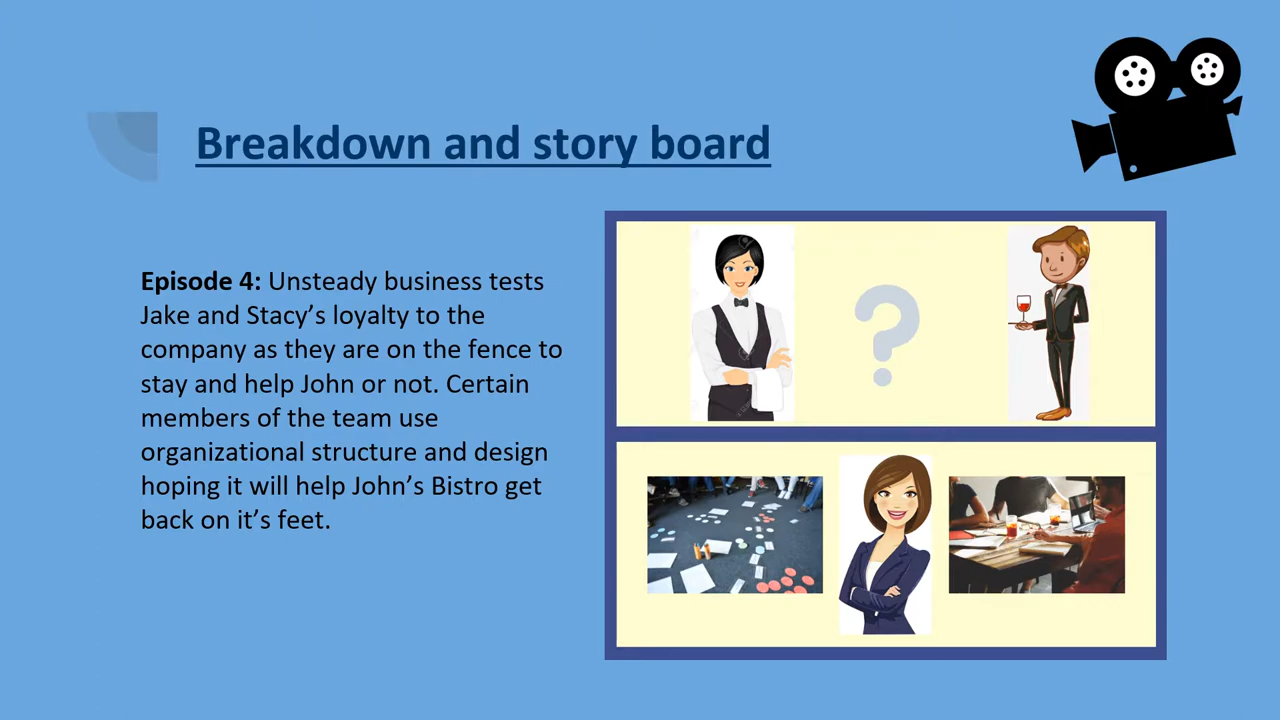 Breakdown and story board
Episode 4: Unsteady business tests
Jake and Stacy’s loyalty to the
company as they are on the fence to
stay and help John or not. Certain
members of the team use
organizational structure and design
hoping it will help John’s Bistro get
back on it’s feet.
?